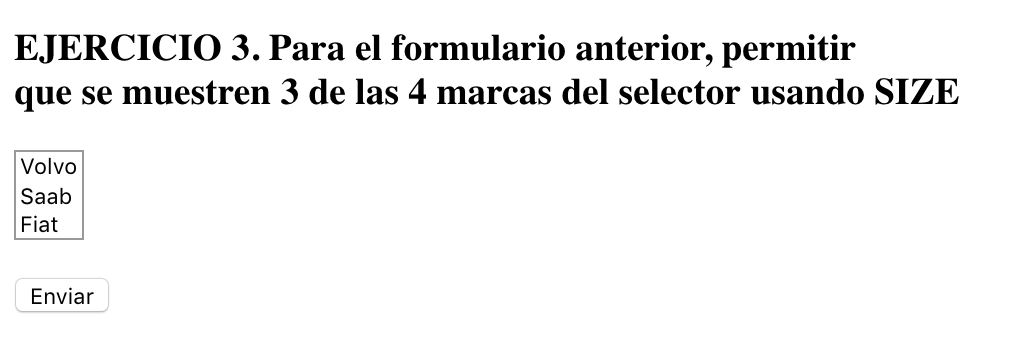 EJERCICIO 3. Para el formulario anterior, permitir
que se muestren 3 de las 4 marcas del selector usando SIZE
Volvo
Saab
Fiat
Enviar